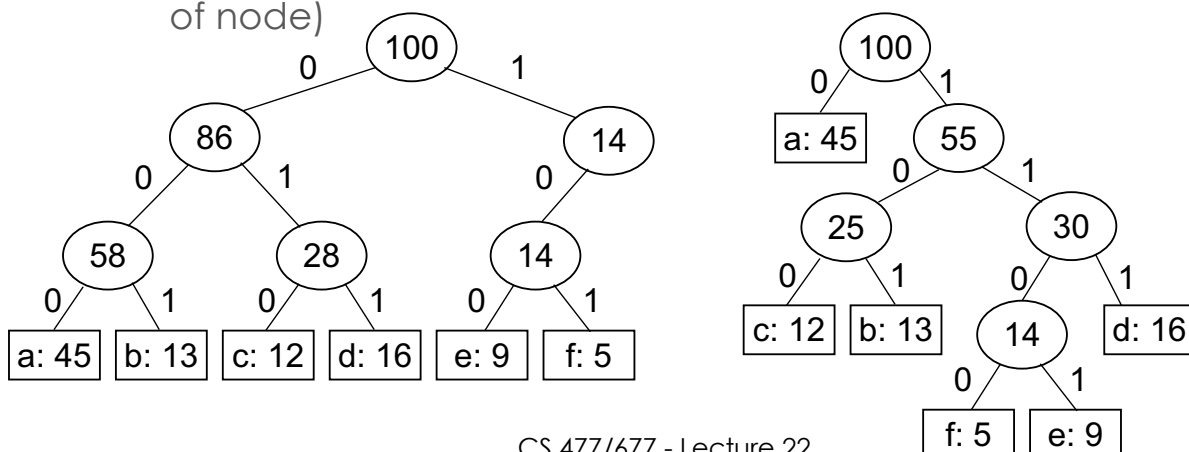 of node)
100
0 1
86 14
0 1 0
58 28 14
0 1 0 1 0 1
a: 45 b: 13 c: 12 d: 16 e: 9 f: 5
100
0 1
a: 45 55
0 1
25 30
0 1 0 1
c: 12 b: 13 14 d: 16
0 1
f: 5 e: 9
CS 477/677 - Lecture 22